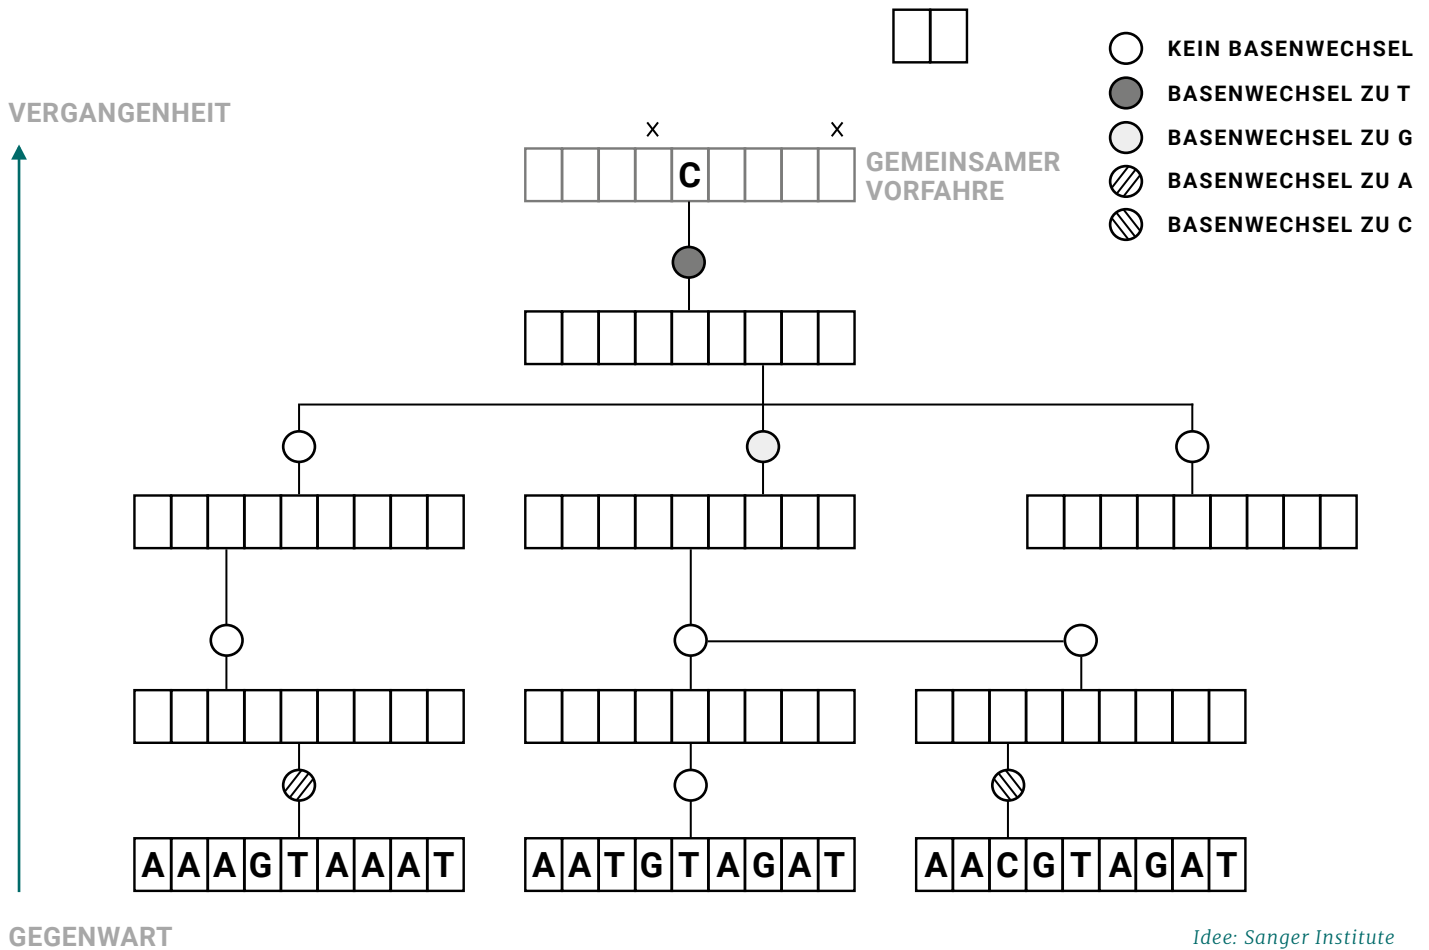 KEIN BASENWECHSEL
BASENWECHSEL ZU T
BASENWECHSEL ZU G
BASENWECHSEL ZU A
BASENWECHSEL ZU C
VERGANGENHEIT
x x
C
GEMEINSAMER
VORFAHRE
A A A G T A A A T
A A T G T A G A T
A A C G T A G A T
GEGENWART
Idee: Sanger Institute